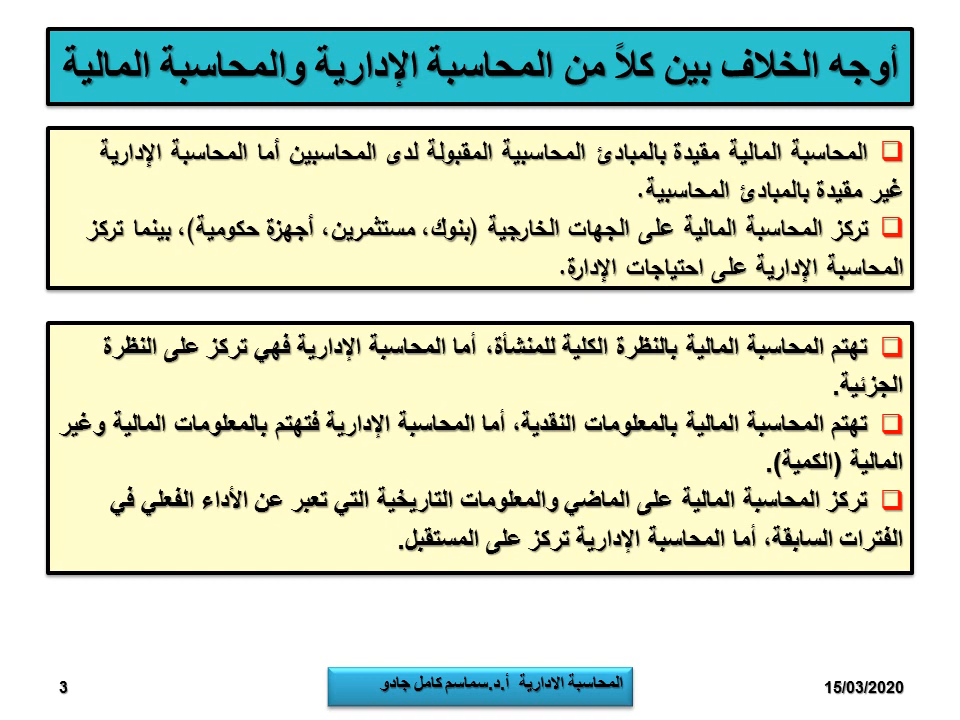 أوجه الخلاف بين كلاً من المحاسبة الإدارية والمحاسبة المالية
❑ المحاسبة المالية مقيدة بالمبادئ المحاسبية المقبولة لدى المحاسبين أما المحاسبة الإدارية
غير مقيدة بالمبادئ المحاسبية.
❑ تركز المحاسبة المالية على الجهات الخارجية (بنوك، مستثمرين، أجهزة حكومية)، بينما تركز
المحاسبة الإدارية على احتياجات الإدارة.
❑ تهتم المحاسبة المالية بالنظرة الكلية للمنشأة، أما المحاسبة الإدارية فهي تركز على النظرة
الجزئية.
❑ تهتم المحاسبة المالية بالمعلومات النقدية، أما المحاسبة الإدارية فتهتم بالمعلومات المالية وغير
المالية (الكمية).
❑ تركز المحاسبة المالية على الماضي والمعلومات التاريخية التي تعبر عن الأداء الفعلي في
الفترات السابقة، أما المحاسبة الإدارية تركز على المستقبل.
15/03/2020
المحاسبة الادارية أ.د.سماسم كامل جادو
3